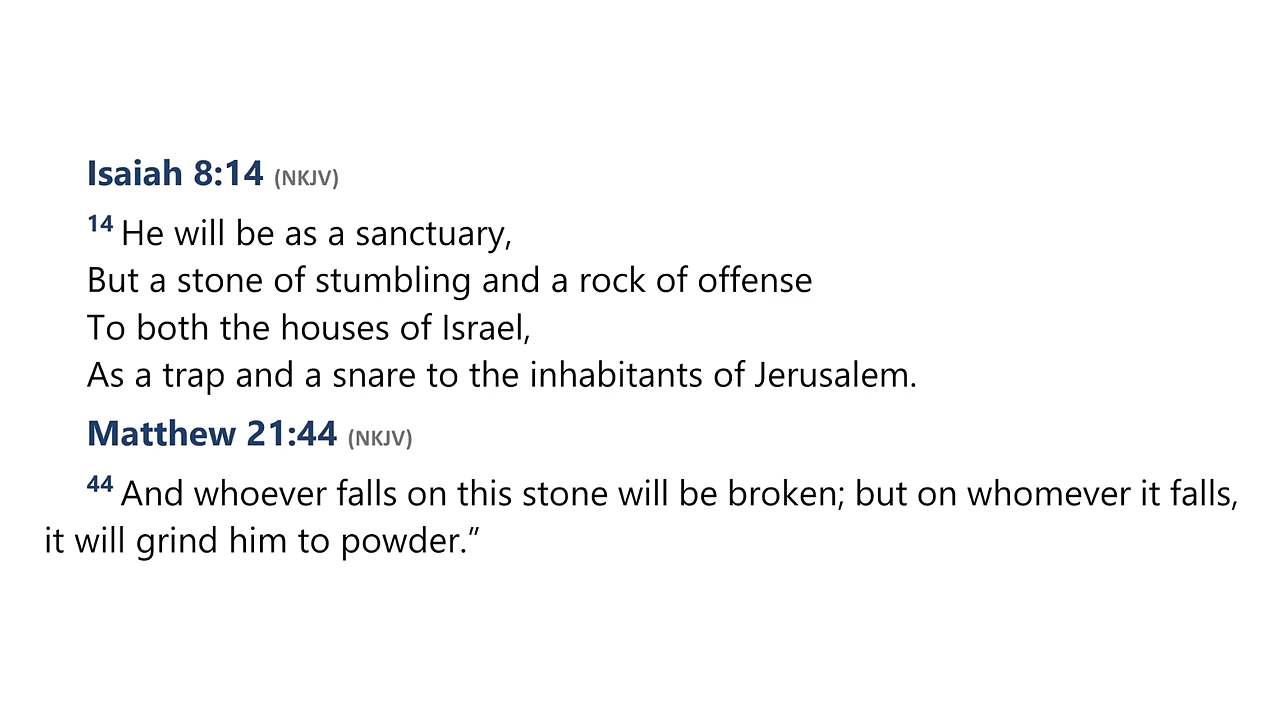 Isaiah 8:14 (NKJV)
14 He will be as a sanctuary,
But a stone of stumbling and a rock of offense
To both the houses of Israel,
As a trap and a snare to the inhabitants of Jerusalem.
Matthew 21:44 (NKJV)
44 And whoever falls on this stone will be broken; but on whomever it falls,
it will grind him to powder.”